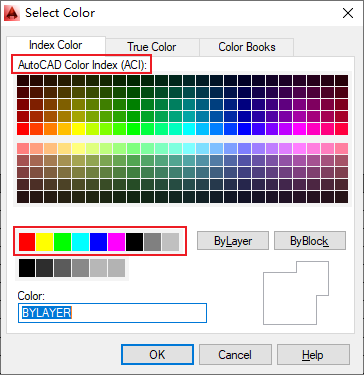 Select Color
Index Color
True Color
Color Books
AutoCAD Color Index (ACI):
ByLayer
ByBlock
Color:
BYLAYER
OK
Cancel
Help